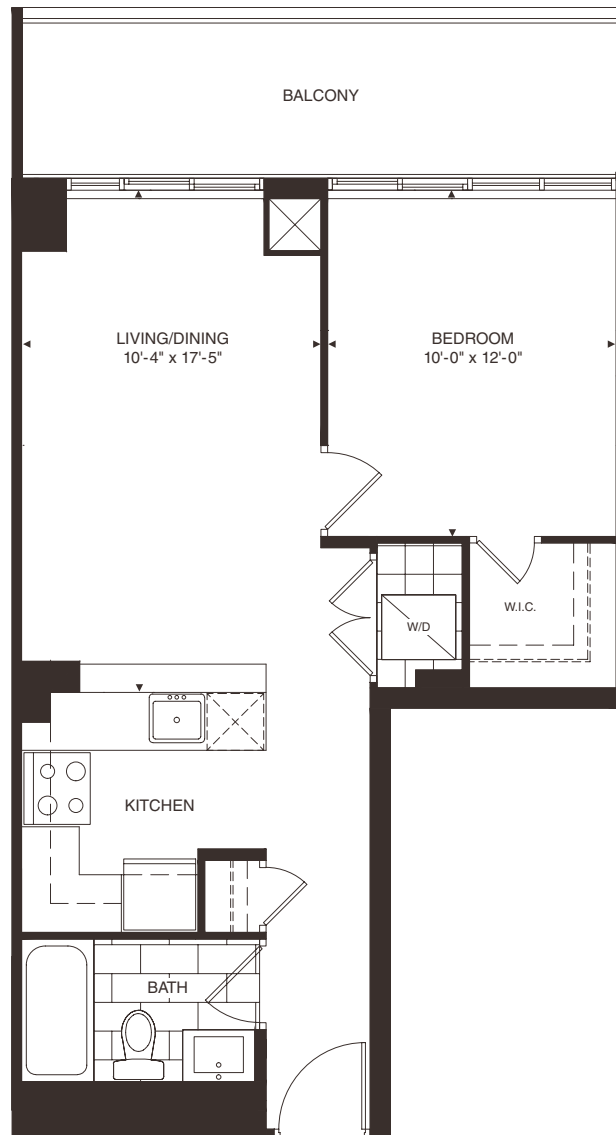 BALCONY
LIVING/DINING
10'-4" x 17'-5"
BEDROOM
10'-0" x 12'-0"
W.I.C.
W/D
KITCHEN
BATH